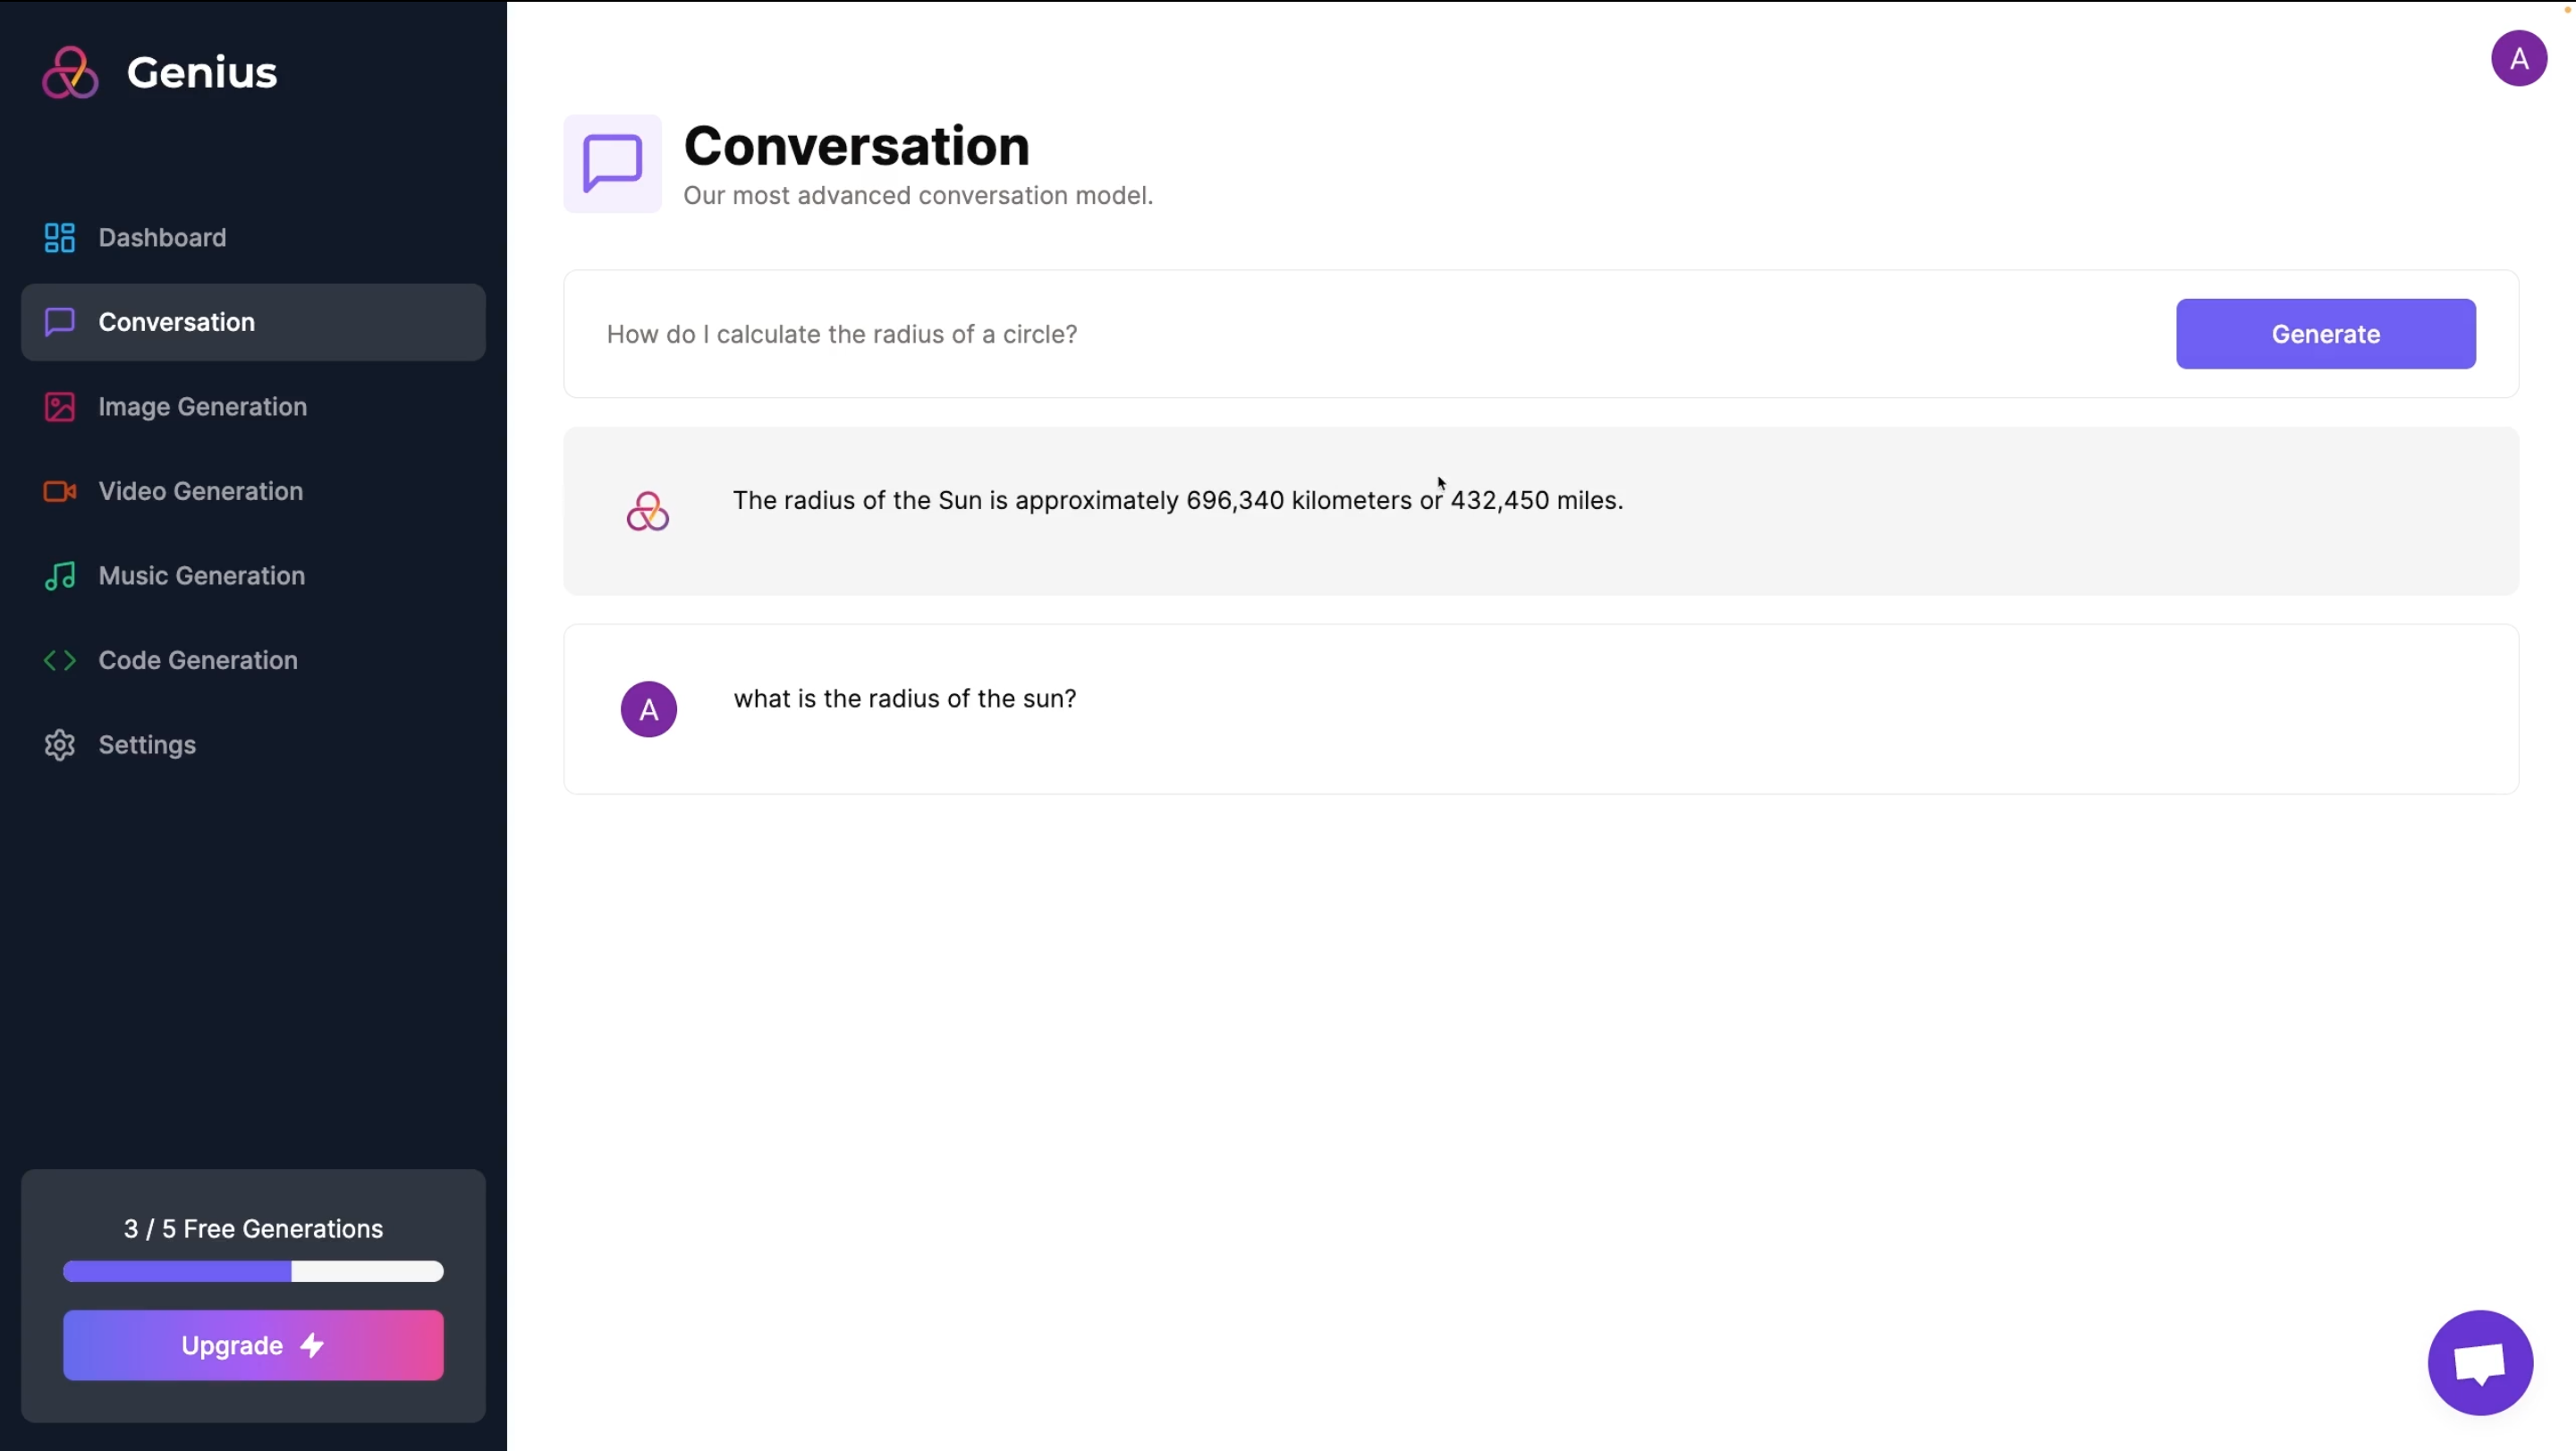 Genius
Dashboard
Conversation
Image Generation
Video Generation
Music Generation
Code Generation
Settings
3 / 5 Free Generations
Upgrade
A
Conversation
Our most advanced conversation model.
How do I calculate the radius of a circle?
Generate
The radius of the Sun is approximately 696,340 kilometers or 432,450 miles.
A
what is the radius of the sun?